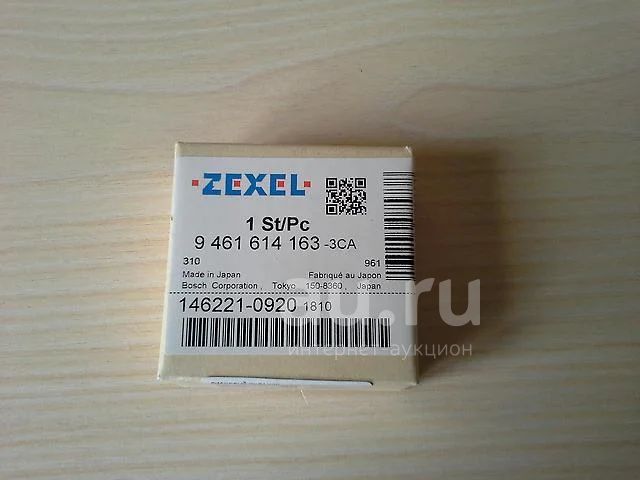 ZEXEL
1 St/Pc
9 461 614 163 -3CA
310 961
Made in Japan Fabriqué au Japon
Bosch Corporation, Tokyo 150-8360, Japan
146221-0920 1810
au.ru
интернет-аукцион